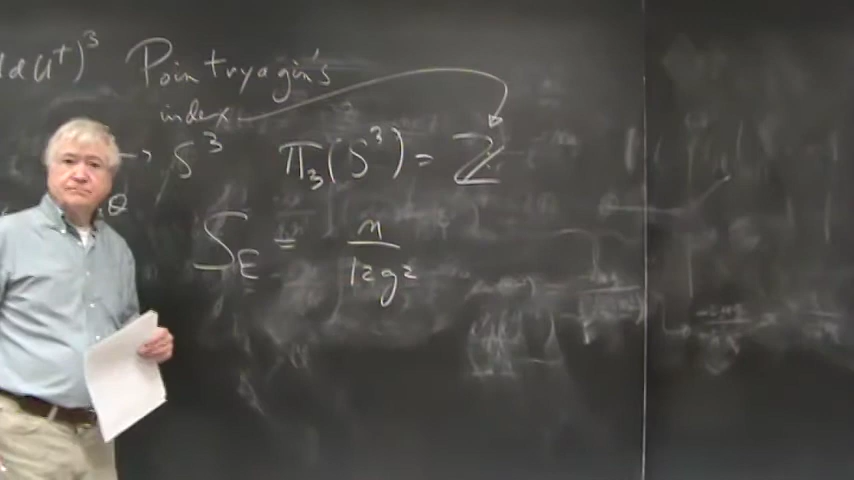 dU†)³ Pointryagin's
index
→ S³ π₃(S³) = ℤ
S_E = n/12g²